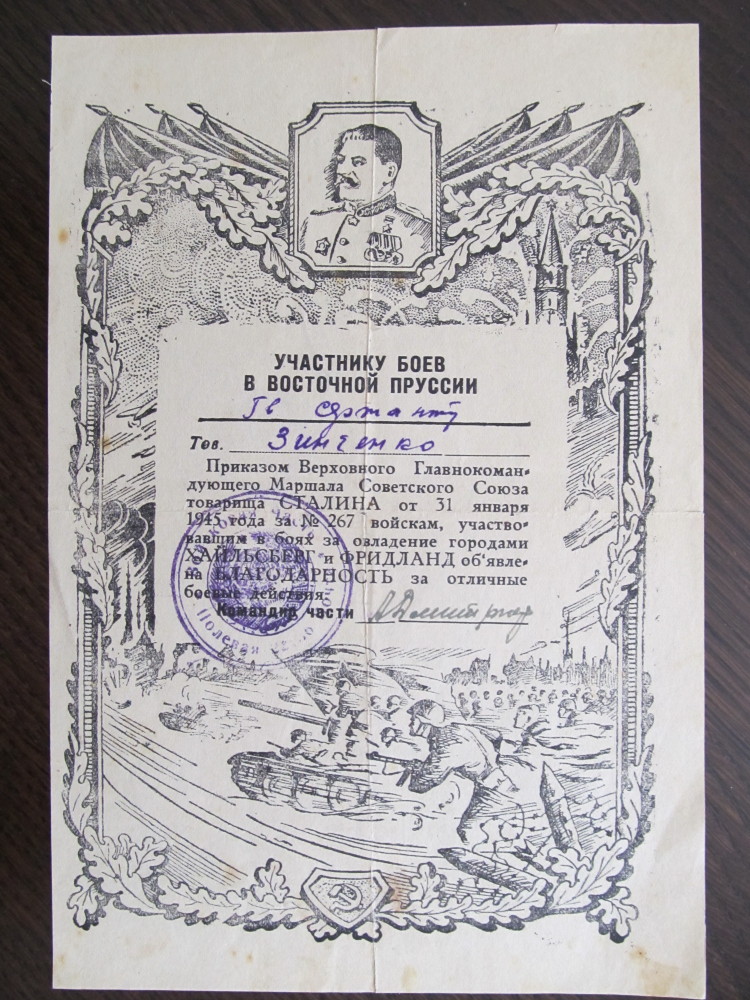 УЧАСТНИКУ БОЕВ
В ВОСТОЧНОЙ ПРУССИИ
Гв сержанту
Тов. Зинченко
Приказом Верховного Главнокоман-
дующего Маршала Советского Союза
товарища СТАЛИНА от 31 января
1945 года за № 267 войскам, участво-
вавшим в боях за овладение городами
ХАЙЛЬСБЕРГ и ФРИДЛАНД об'явле-
на БЛАГОДАРНОСТЬ за отличные
боевые действия.
Командир части
Полевая